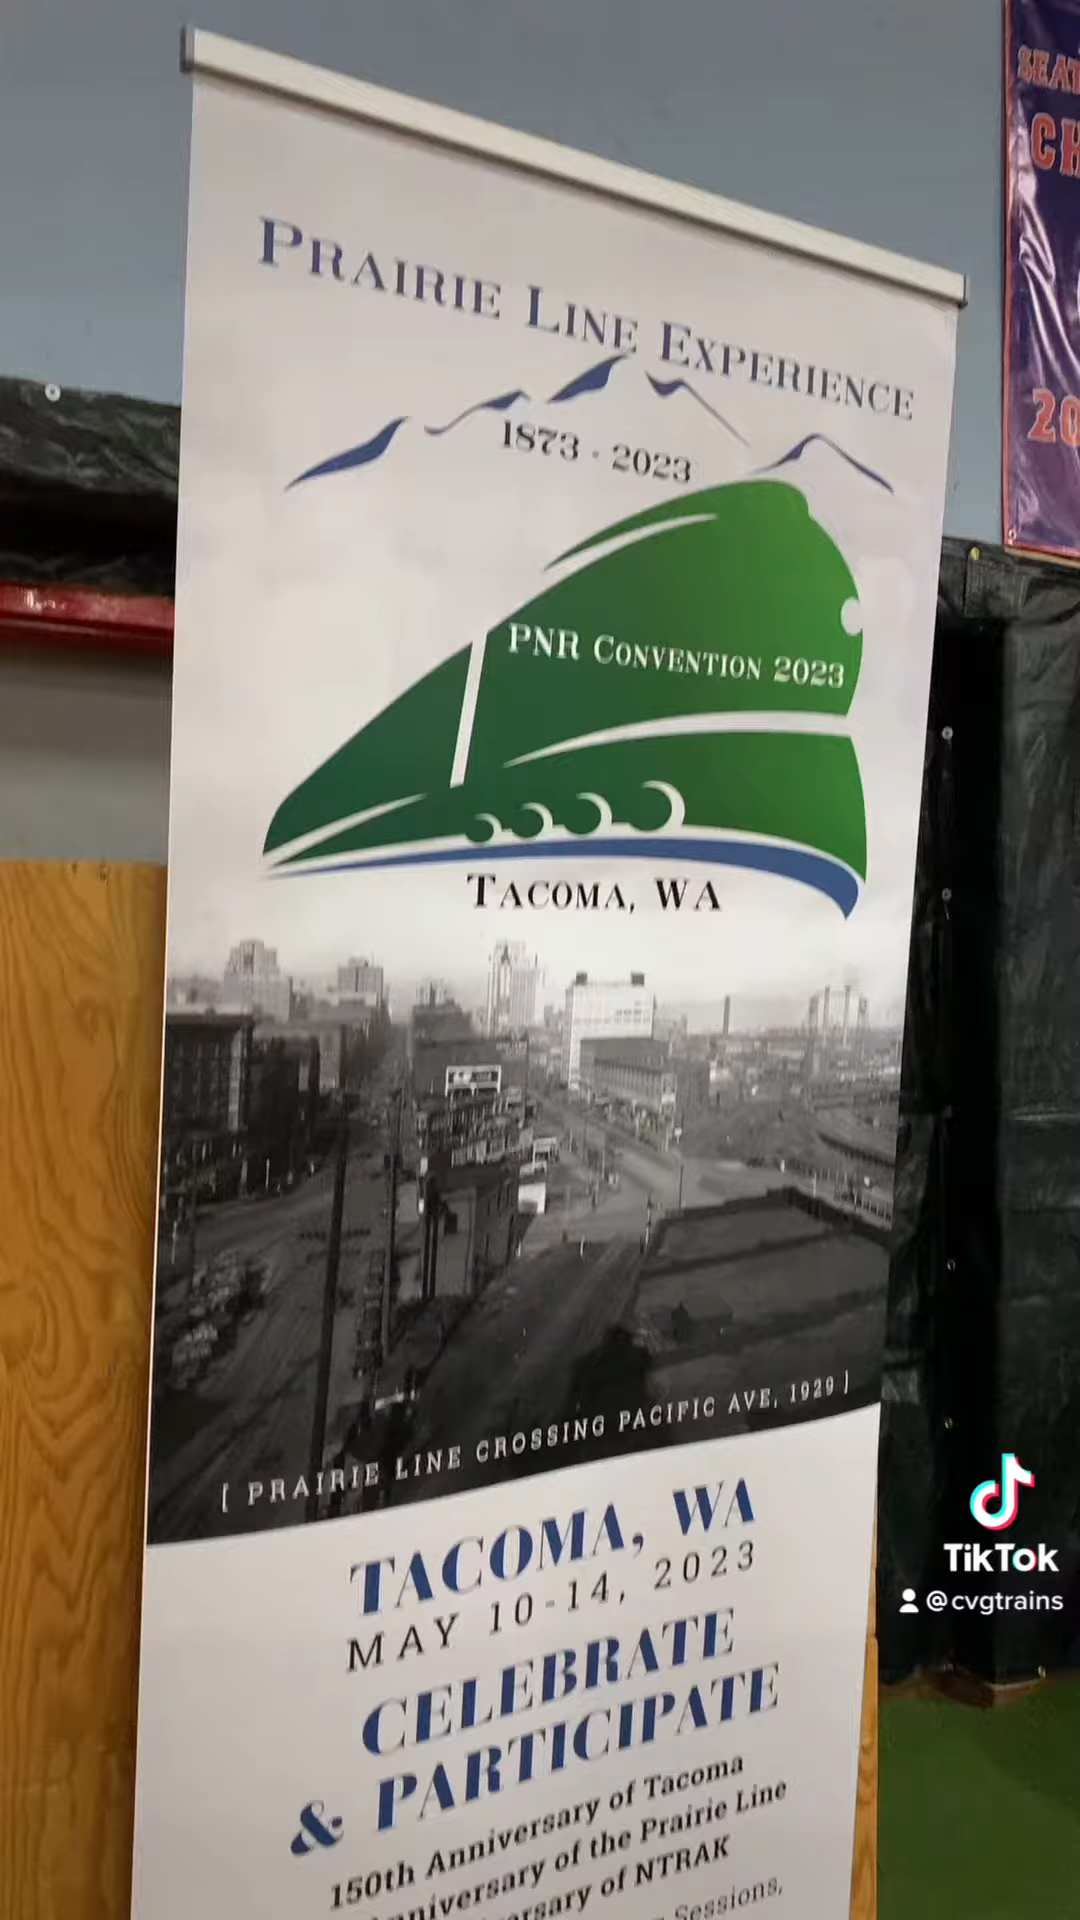 PRAIRIE LINE EXPERIENCE
1873 - 2023
PNR CONVENTION 2023
TACOMA, WA
[ PRAIRIE LINE CROSSING PACIFIC AVE, 1929 ]
TACOMA, WA
MAY 10-14, 2023
CELEBRATE
& PARTICIPATE
150th Anniversary of Tacoma
of the Prairie Line
of NTRAK
Sessions,
TikTok
@cvgtrains